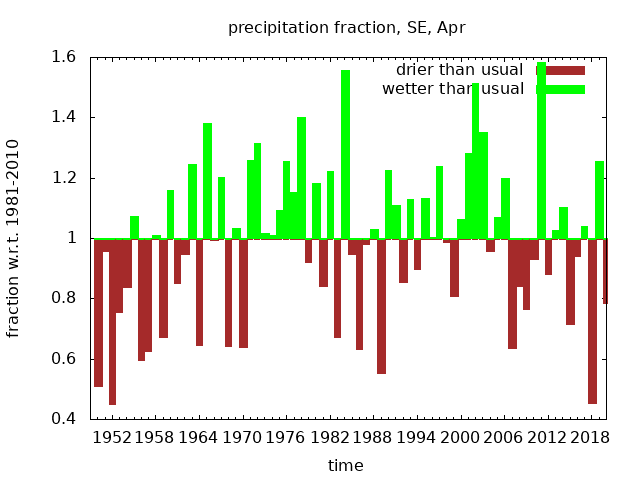 precipitation fraction, SE, Apr
drier than usual
wetter than usual
fraction w.r.t. 1981-2010
1.6
1.4
1.2
1
0.8
0.6
0.4
1952 1958 1964 1970 1976 1982 1988 1994 2000 2006 2012 2018
time